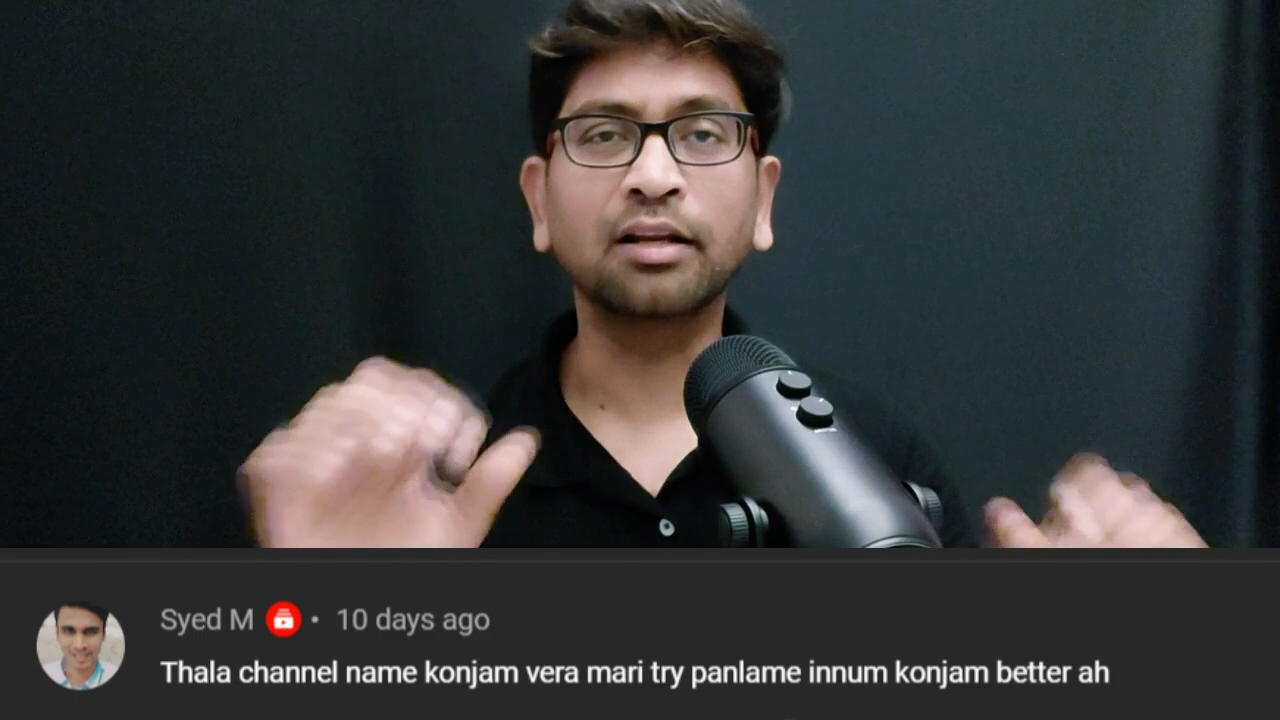 Syed M • 10 days ago
Thala channel name konjam vera mari try panlame innum konjam better ah